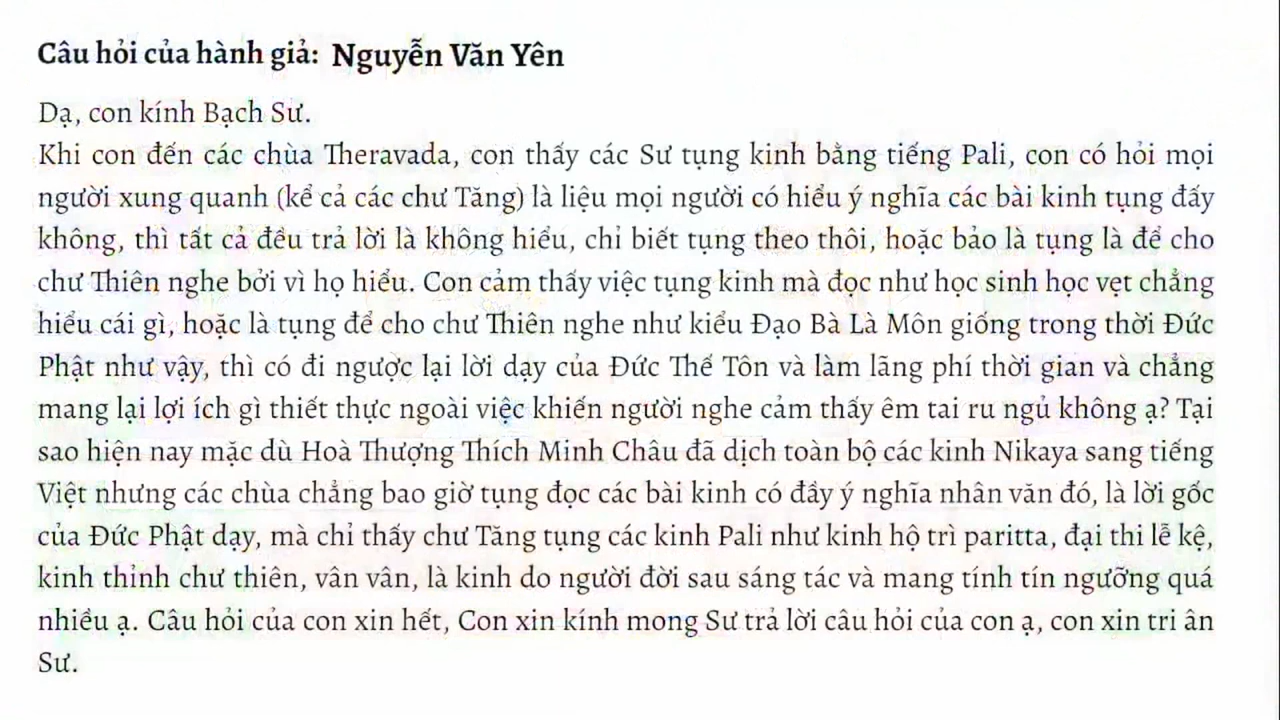 Câu hỏi của hành giả: Nguyễn Văn Yên
Dạ, con kính Bạch Sư.
Khi con đến các chùa Theravada, con thấy các Sư tụng kinh bằng tiếng Pali, con có hỏi mọi
người xung quanh (kể cả các chư Tăng) là liệu mọi người có hiểu ý nghĩa các bài kinh tụng đấy
không, thì tất cả đều trả lời là không hiểu, chỉ biết tụng theo thôi, hoặc bảo là tụng là để cho
chư Thiên nghe bởi vì họ hiểu. Con cảm thấy việc tụng kinh mà đọc như học sinh học vẹt chẳng
hiểu cái gì, hoặc là tụng để cho chư Thiên nghe như kiểu Đạo Bà La Môn giống trong thời Đức
Phật như vậy, thì có đi ngược lại lời dạy của Đức Thế Tôn và làm lãng phí thời gian và chẳng
mang lại lợi ích gì thiết thực ngoài việc khiến người nghe cảm thấy êm tai ru ngủ không ạ? Tại
sao hiện nay mặc dù Hoà Thượng Thích Minh Châu đã dịch toàn bộ các kinh Nikaya sang tiếng
Việt nhưng các chùa chẳng bao giờ tụng đọc các bài kinh có đầy ý nghĩa nhân văn đó, là lời gốc
của Đức Phật dạy, mà chỉ thấy chư Tăng tụng các kinh Pali như kinh hộ trì paritta, đại thi lễ kệ,
kinh thỉnh chư thiên, vân vân, là kinh do người đời sau sáng tác và mang tính tín ngưỡng quá
nhiều ạ. Câu hỏi của con xin hết, Con xin kính mong Sư trả lời câu hỏi của con ạ, con xin tri ân
Sư.